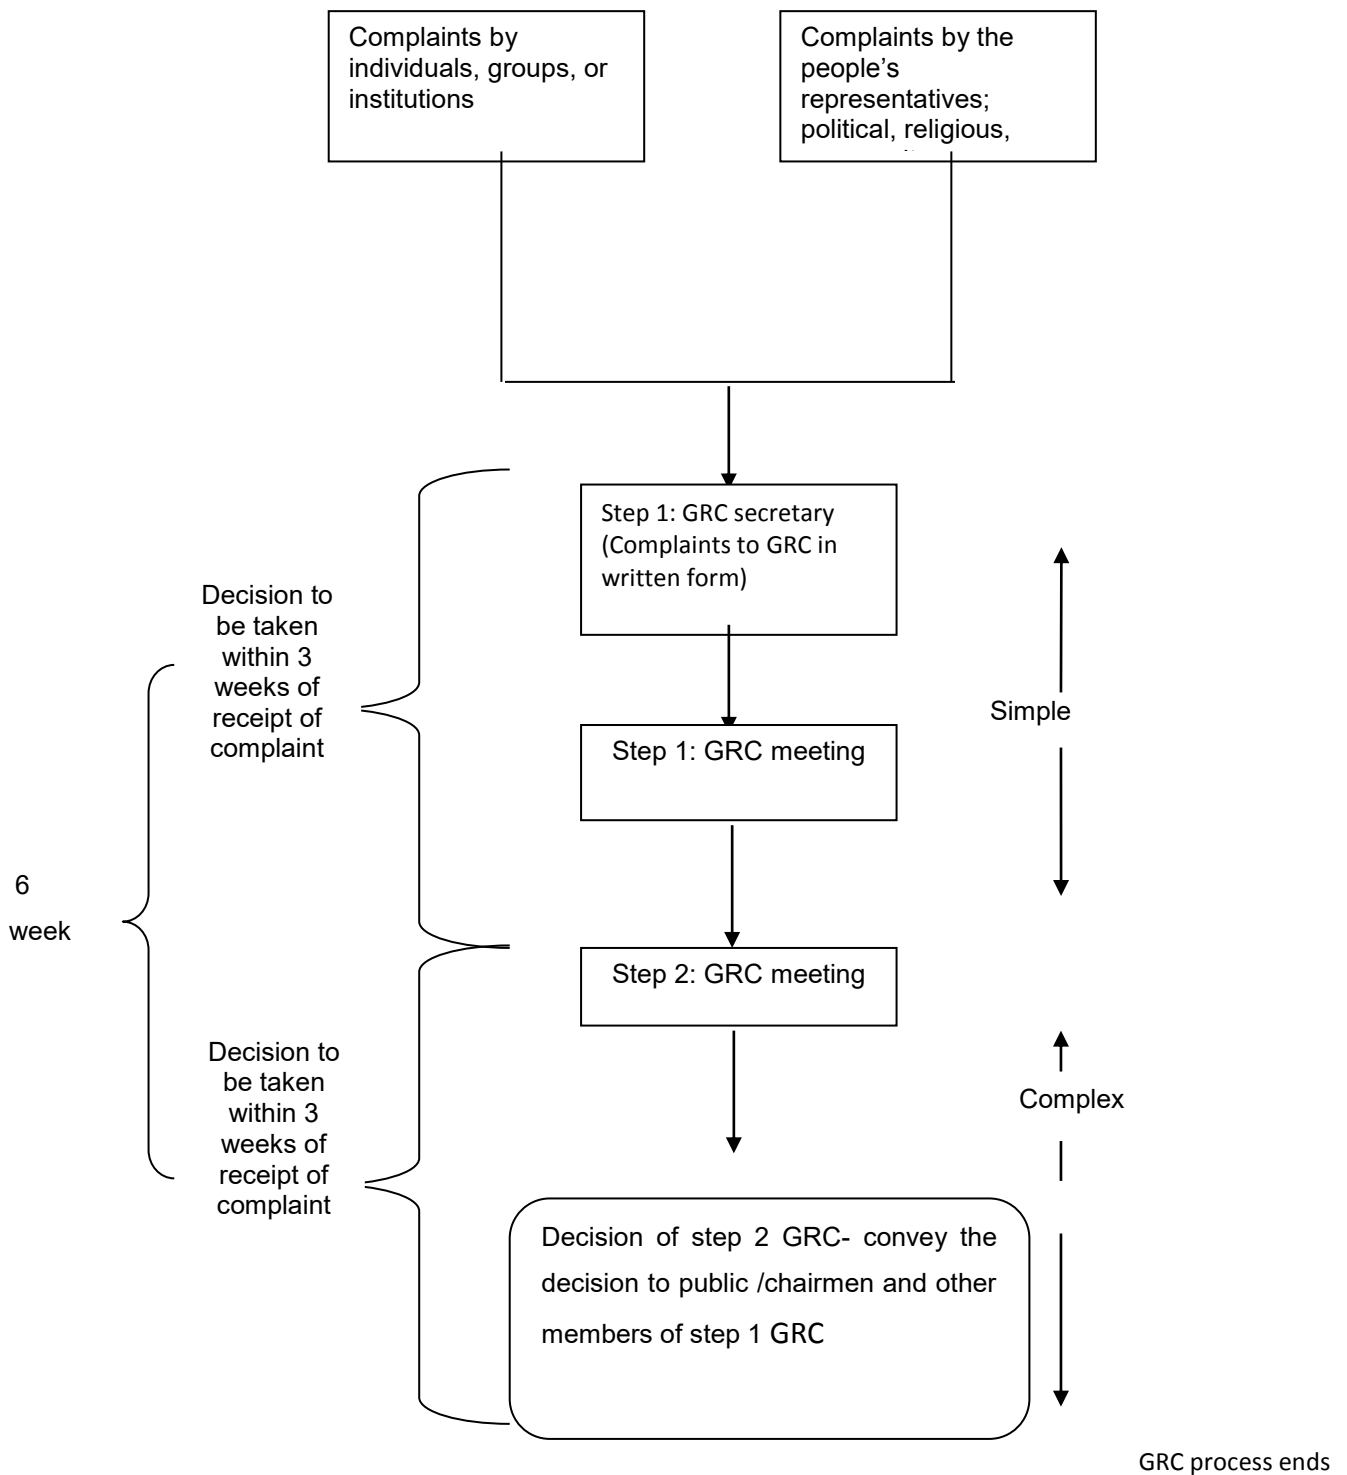 Complaints by
individuals, groups, or
institutions
Complaints by the
people's
representatives;
political, religious,
Step 1: GRC secretary
(Complaints to GRC in
written form)
Decision to
be taken
within 3
weeks of
receipt of
complaint
Simple
Step 1: GRC meeting
6
week
Step 2: GRC meeting
Decision to
be taken
within 3
weeks of
receipt of
complaint
Complex
Decision of step 2 GRC- convey the
decision to public /chairmen and other
members of step 1 GRC
GRC process ends